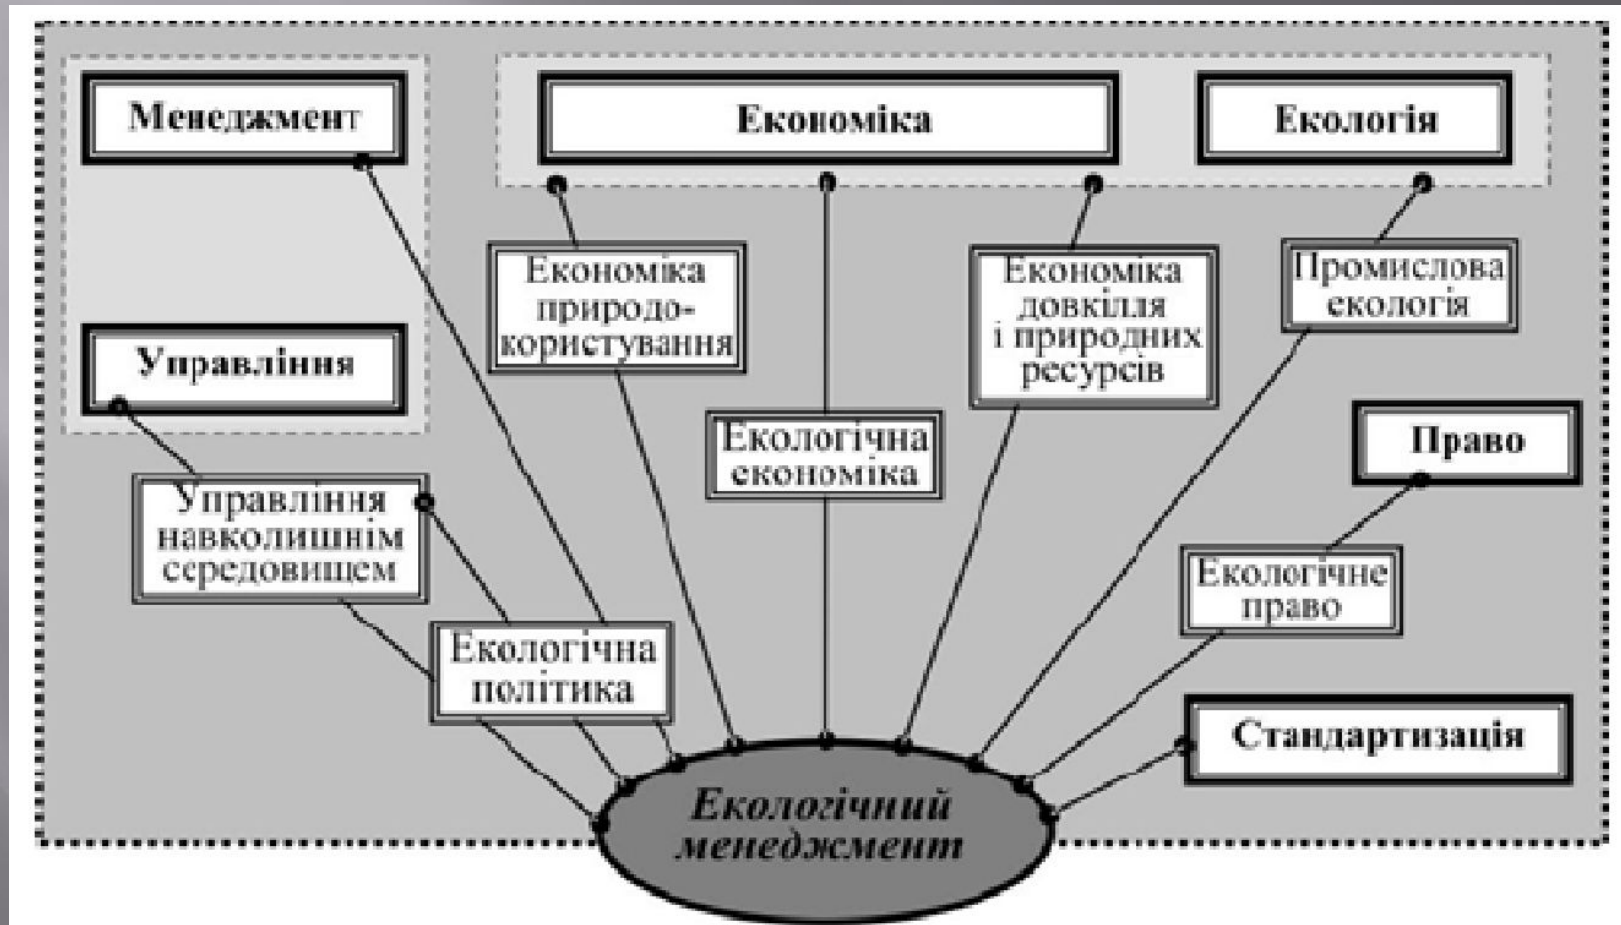 Менеджмент
Економіка
Екологія
Управління
Економіка
природо-
користування
Економіка
довкілля
і природних
ресурсів
Промислова
екологія
Екологічна
економіка
Право
Управління
навколишнім
середовищем
Екологічне
право
Екологічна
політика
Стандартизація
Екологічний
менеджмент